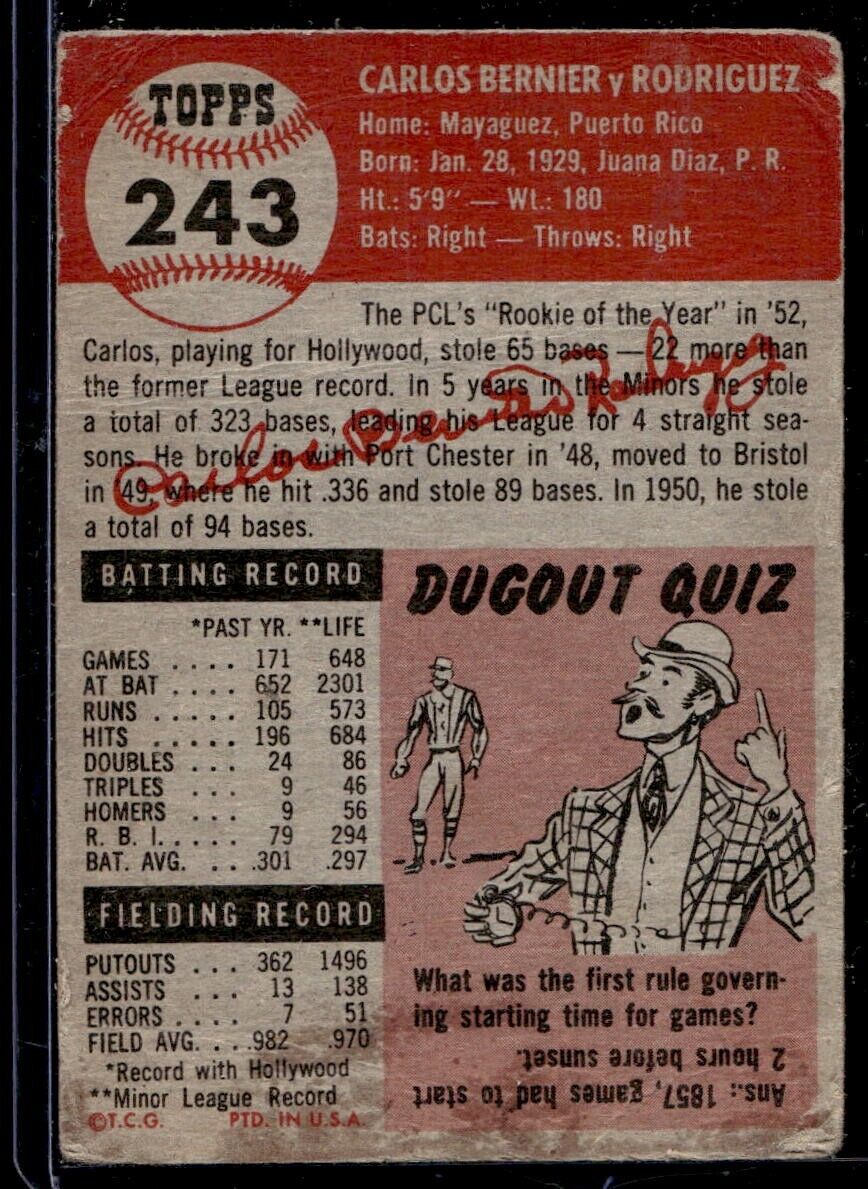 TOPPS
243
CARLOS BERNIER y RODRIGUEZ
Home: Mayaguez, Puerto Rico
Born: Jan. 28, 1929, Juana Diaz, P. R.
Ht.: 5'9" — Wt.: 180
Bats: Right — Throws: Right
The PCL's "Rookie of the Year" in '52,
Carlos, playing for Hollywood, stole 65 bases — 22 more than
the former League record. In 5 years in the Minors he stole
a total of 323 bases, leading his League for 4 straight sea-
sons. He broke in with Port Chester in '48, moved to Bristol
in '49, where he hit .336 and stole 89 bases. In 1950, he stole
a total of 94 bases.
Carlos Bernier Rodriguez
BATTING RECORD
*PAST YR. **LIFE
GAMES .... 171 648
AT BAT .... 652 2301
RUNS ..... 105 573
HITS ..... 196 684
DOUBLES ... 24 86
TRIPLES ... 9 46
HOMERS ... 9 56
R. B. I...... 79 294
BAT. AVG. ... .301 .297
FIELDING RECORD
PUTOUTS ... 362 1496
ASSISTS ... 13 138
ERRORS .... 7 51
FIELD AVG. ... .982 .970
*Record with Hollywood
**Minor League Record
©T.C.G. PTD. IN U.S.A.
DUGOUT QUIZ
What was the first rule govern-
ing starting time for games?
Ans.: 1857, games had to start
2 hours before sunset.